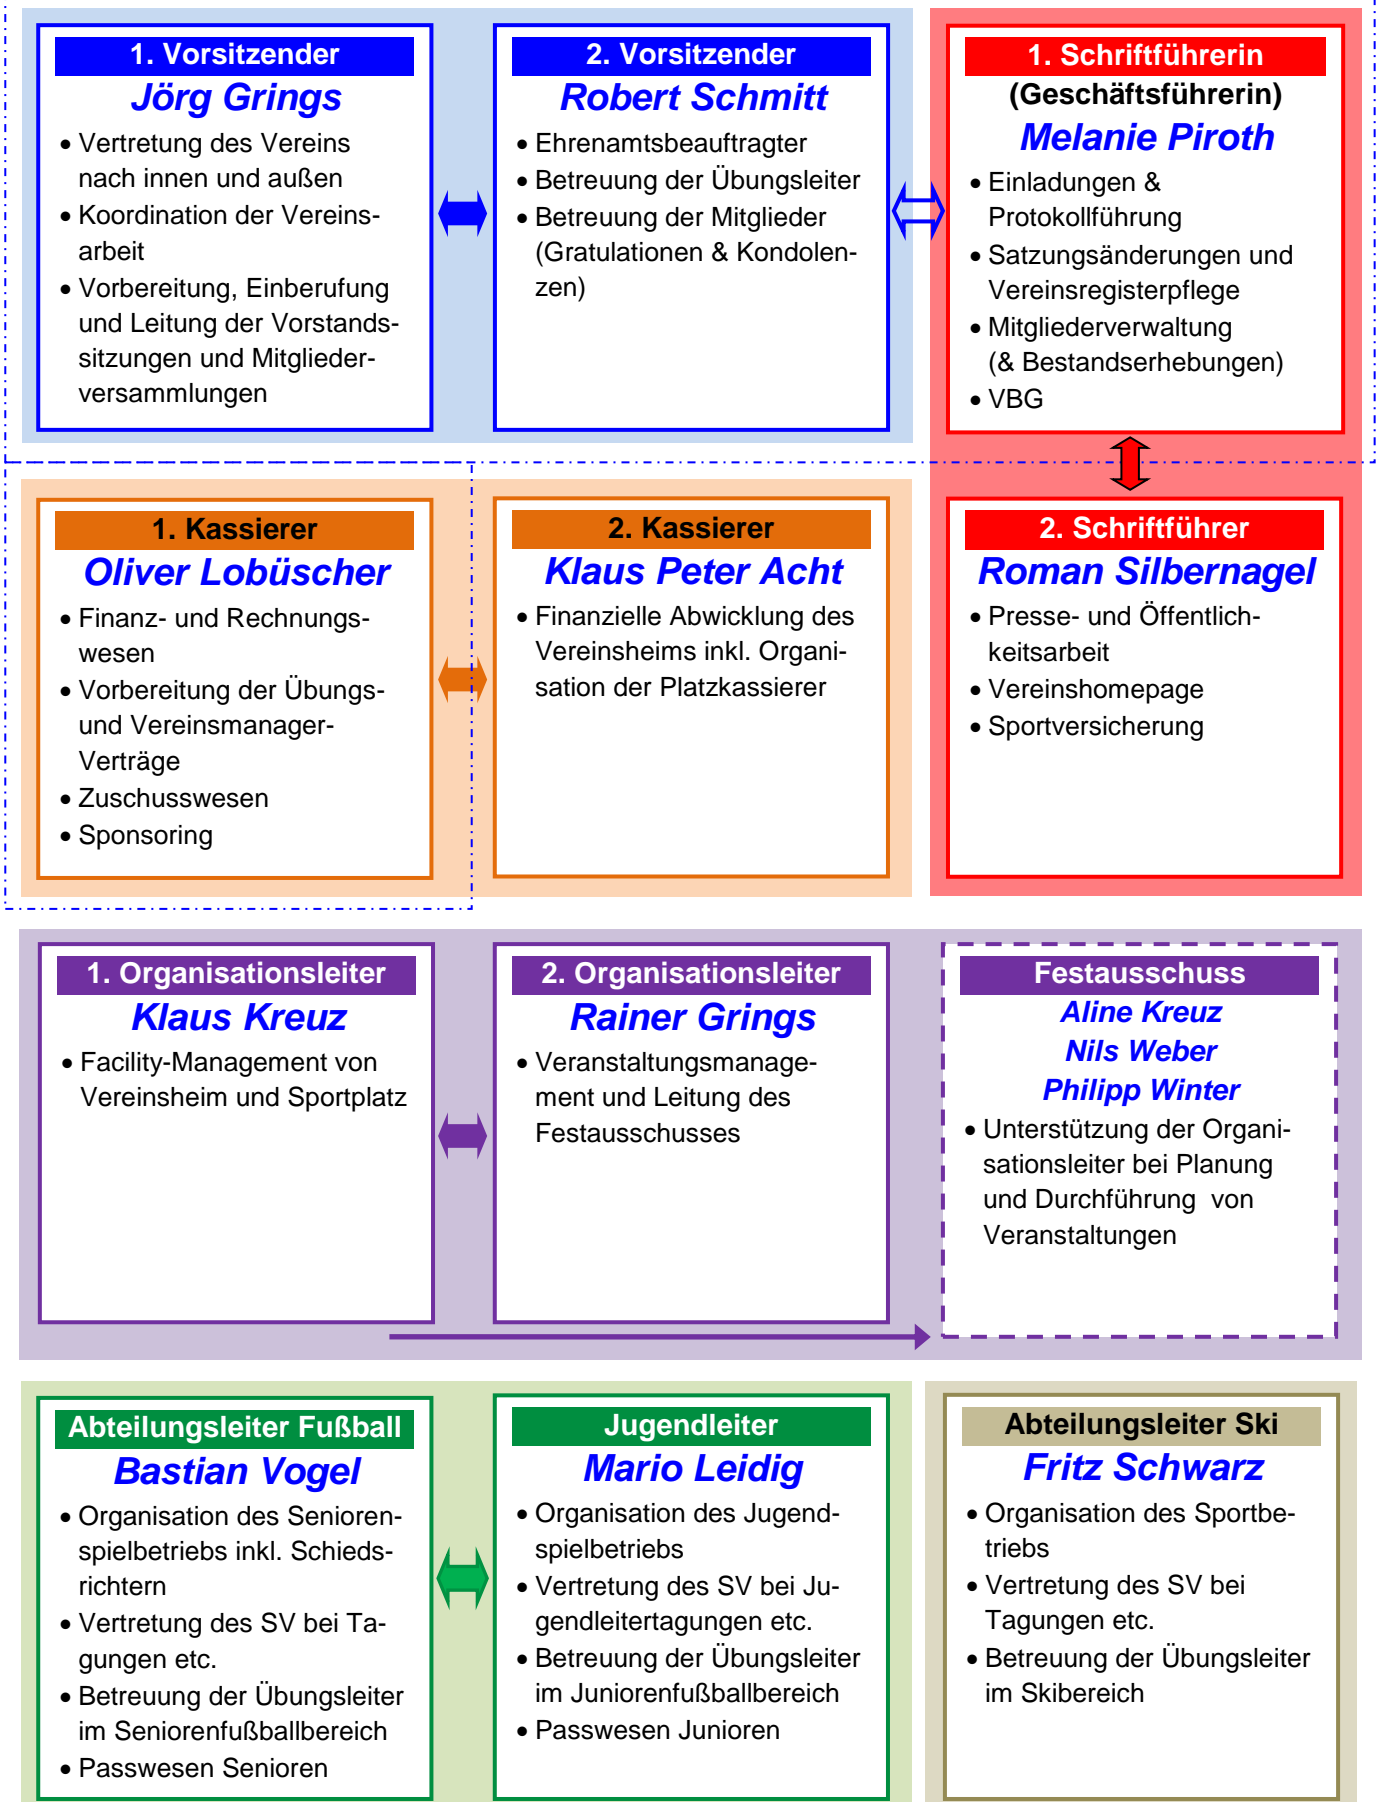 1. Vorsitzender
Jörg Grings
• Vertretung des Vereins
nach innen und außen
• Koordination der Vereins-
arbeit
• Vorbereitung, Einberufung
und Leitung der Vorstands-
sitzungen und Mitglieder-
versammlungen
2. Vorsitzender
Robert Schmitt
• Ehrenamtsbeauftragter
• Betreuung der Übungsleiter
• Betreuung der Mitglieder
(Gratulationen & Kondolen-
zen)
1. Schriftführerin
(Geschäftsführerin)
Melanie Piroth
• Einladungen &
Protokollführung
• Satzungsänderungen und
Vereinsregisterpflege
• Mitgliederverwaltung
(& Bestandserhebungen)
• VBG
1. Kassierer
Oliver Lobüscher
• Finanz- und Rechnungs-
wesen
• Vorbereitung der Übungs-
und Vereinsmanager-
Verträge
• Zuschusswesen
• Sponsoring
2. Kassierer
Klaus Peter Acht
• Finanzielle Abwicklung des
Vereinsheims inkl. Organi-
sation der Platzkassierer
2. Schriftführer
Roman Silbernagel
• Presse- und Öffentlich-
keitsarbeit
• Vereinshomepage
• Sportversicherung
1. Organisationsleiter
Klaus Kreuz
• Facility-Management von
Vereinsheim und Sportplatz
2. Organisationsleiter
Rainer Grings
• Veranstaltungsmanage-
ment und Leitung des
Festausschusses
Festausschuss
Aline Kreuz
Nils Weber
Philipp Winter
• Unterstützung der Organi-
sationsleiter bei Planung
und Durchführung von
Veranstaltungen
Abteilungsleiter Fußball
Bastian Vogel
• Organisation des Senioren-
spielbetriebs inkl. Schieds-
richtern
• Vertretung des SV bei Ta-
gungen etc.
• Betreuung der Übungsleiter
im Seniorenfußballbereich
• Passwesen Senioren
Jugendleiter
Mario Leidig
• Organisation des Jugend-
spielbetriebs
• Vertretung des SV bei Ju-
gendleitertagungen etc.
• Betreuung der Übungsleiter
im Juniorenfußballbereich
• Passwesen Junioren
Abteilungsleiter Ski
Fritz Schwarz
• Organisation des Sportbe-
triebs
• Vertretung des SV bei
Tagungen etc.
• Betreuung der Übungsleiter
im Skibereich